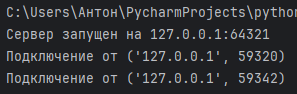 C:\Users\Антон\PycharmProjects\python
Сервер запущен на 127.0.0.1:64321
Подключение от ('127.0.0.1', 59320)
Подключение от ('127.0.0.1', 59342)